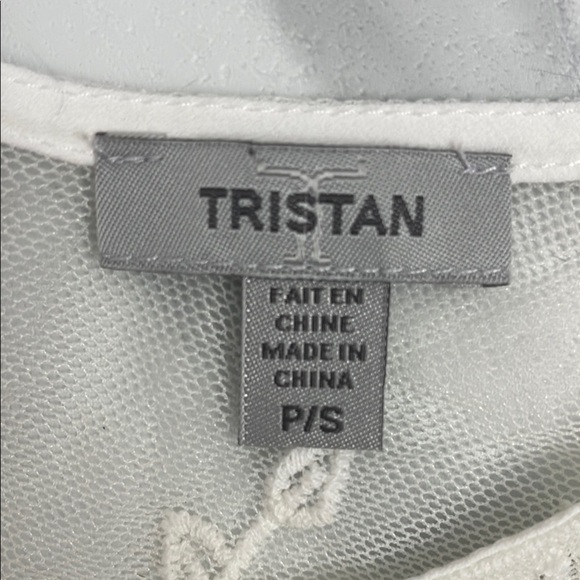 TRISTAN
FAIT EN
CHINE
MADE IN
CHINA
P/S